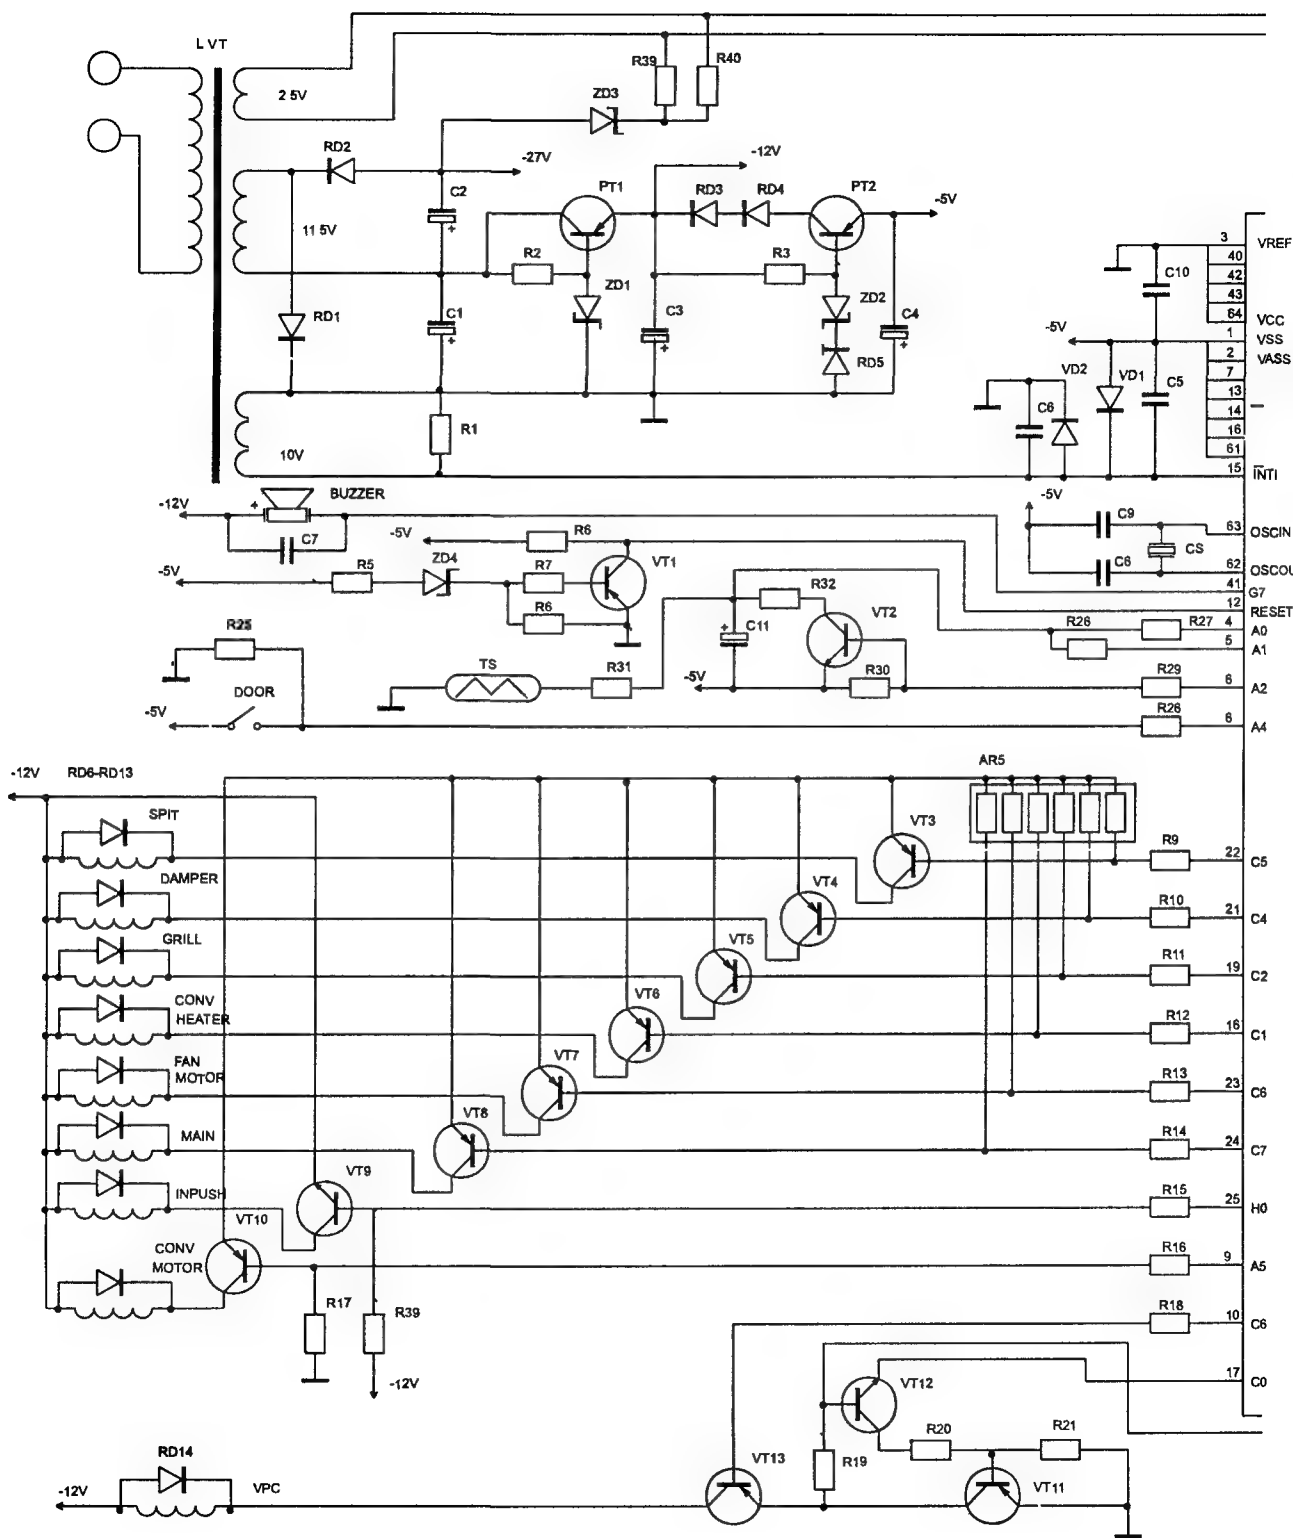 LVT
2 5V
R39
R40
ZD3
RD2
-27V
-12V
C2
PT1
RD3
RD4
PT2
-5V
11 5V
R2
R3
ZD1
ZD2
RD1
C1
C3
C4
RD5
R1
10V
3
VREF
40
42
43
C10
64
VCC
-5V
1
VSS
2
VASS
VD2
VD1
7
C5
13
14
C6
16
61
15
INTI
-12V
+
BUZZER
C7
-5V
C9
63
OSCIN
CS
C6
62
OSCOU
41
G7
12
RESET
-5V
R6
ZD4
R7
VT1
-5V
R5
R6
R32
VT2
C11
R26
R27
4
A0
5
A1
R25
TS
R31
-5V
R30
R29
6
A2
DOOR
-5V
R26
6
A4
-12V
RD6-RD13
AR5
SPIT
VT3
R9
22
C5
DAMPER
VT4
R10
21
C4
GRILL
VT5
R11
19
C2
CONV
HEATER
VT6
R12
16
C1
FAN
MOTOR
VT7
R13
23
C6
MAIN
VT8
R14
24
C7
INPUSH
VT9
R15
25
H0
VT10
CONV
MOTOR
R16
9
A5
R17
R39
R18
10
C6
-12V
VT12
17
C0
RD14
R20
R21
-12V
VPC
VT13
R19
VT11